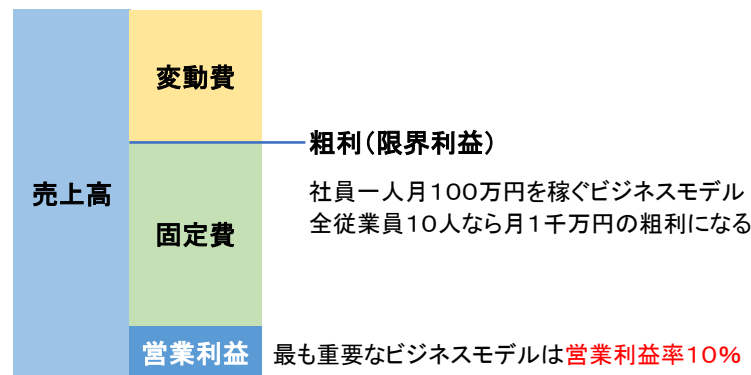 変動費
粗利（限界利益）
売上高
社員一人月１００万円を稼ぐビジネスモデル
全従業員１０人なら月１千万円の粗利になる
固定費
営業利益
最も重要なビジネスモデルは営業利益率１０％